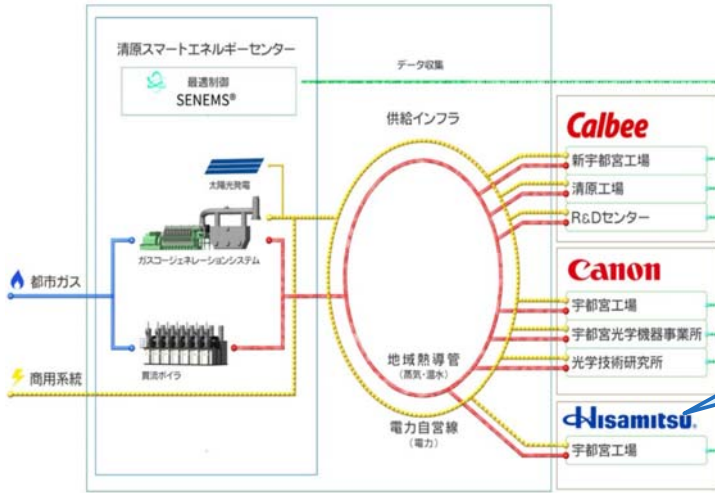 清原スマートエネルギーセンター
最適制御
SENEMS®
データ収集
供給インフラ
太陽光発電
ガスコージェネレーションシステム
都市ガス
貫流ボイラ
商用系統
地域熱導管
(蒸気・温水)
電力自営線
(電力)
Calbee
新宇都宮工場
清原工場
R&Dセンター
Canon
宇都宮工場
宇都宮光学機器事業所
光学技術研究所
Hisamitsu.
宇都宮工場